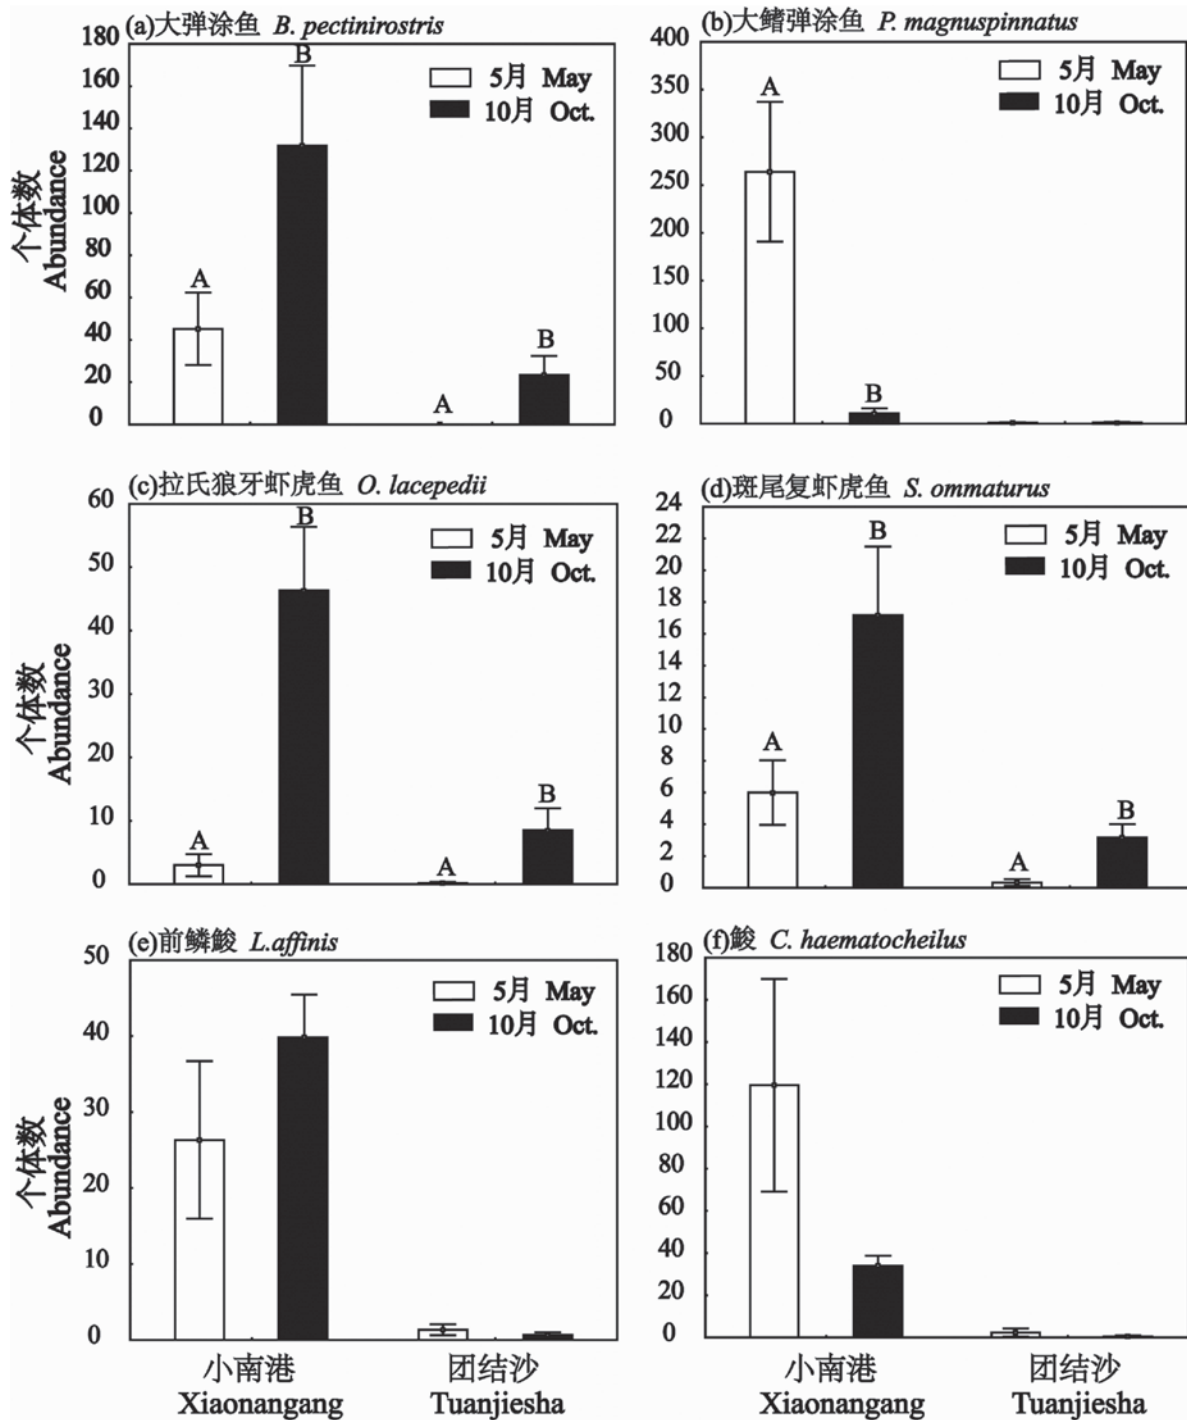 (a)大弹涂鱼 B. pectinirostris
180
160
140
120
100
80
60
40
20
0
个体数
Abundance
5月 May
10月 Oct.
A
B
A
B
(b)大鳍弹涂鱼 P. magnuspinnatus
400
350
300
250
200
150
100
50
0
5月 May
10月 Oct.
A
B
(c)拉氏狼牙虾虎鱼 O. lacepedii
60
50
40
30
20
10
0
个体数
Abundance
5月 May
10月 Oct.
A
B
A
B
(d)斑尾复虾虎鱼 S. ommaturus
24
22
20
18
16
14
12
10
8
6
4
2
0
5月 May
10月 Oct.
A
B
A
B
(e)前鳞鮻 L.affinis
50
40
30
20
10
0
个体数
Abundance
5月 May
10月 Oct.
小南港
Xiaonangang
团结沙
Tuanjiesha
(f)鮻 C. haematocheilus
180
160
140
120
100
80
60
40
20
0
5月 May
10月 Oct.
小南港
Xiaonangang
团结沙
Tuanjiesha